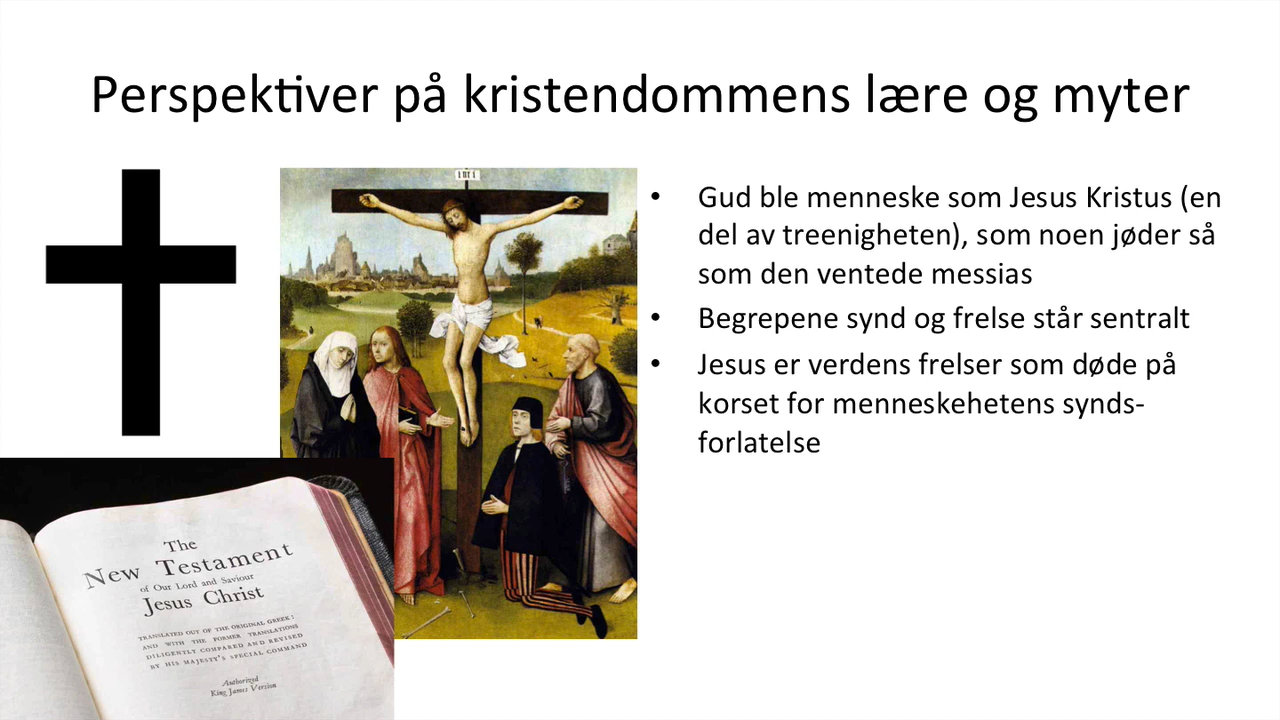 Perspektiver på kristendommens lære og myter
INRI
• Gud ble menneske som Jesus Kristus (en
del av treenigheten), som noen jøder så
som den ventede messias
• Begrepene synd og frelse står sentralt
• Jesus er verdens frelser som døde på
korset for menneskehetens synds-
forlatelse
The
New Testament
of Our Lord and Saviour
Jesus Christ
TRANSLATED OUT OF THE ORIGINAL GREEK:
AND WITH THE FORMER TRANSLATIONS
DILIGENTLY COMPARED AND REVISED
BY HIS MAJESTY'S SPECIAL COMMAND
Authorized
King James Version